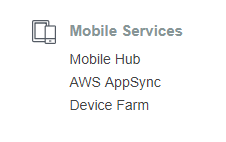 Mobile Services
Mobile Hub
AWS AppSync
Device Farm